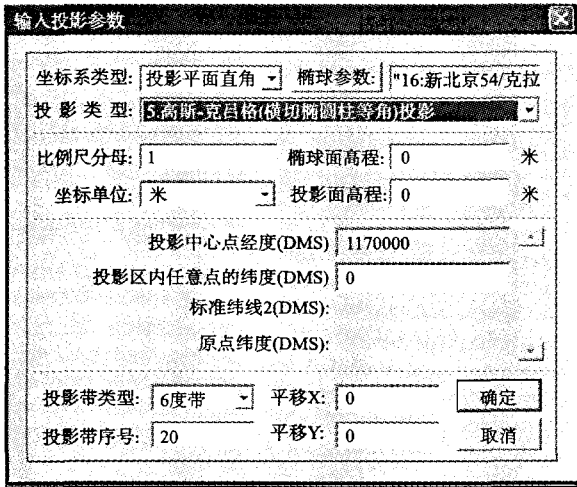 输入投影参数
坐标系类型: 投影平面直角 椭球参数: "16:新北京54/克拉
投影类型: 5:高斯-克吕格(横切椭圆柱等角)投影
比例尺分母: 1 椭球面高程: 0 米
坐标单位: 米 投影面高程: 0 米
投影中心点经度(DMS) 1170000
投影区内任意点的纬度(DMS) 0
标准纬线2(DMS):
原点纬度(DMS):
投影带类型: 6度带 平移X: 0 确定
投影带序号: 20 平移Y: 0 取消